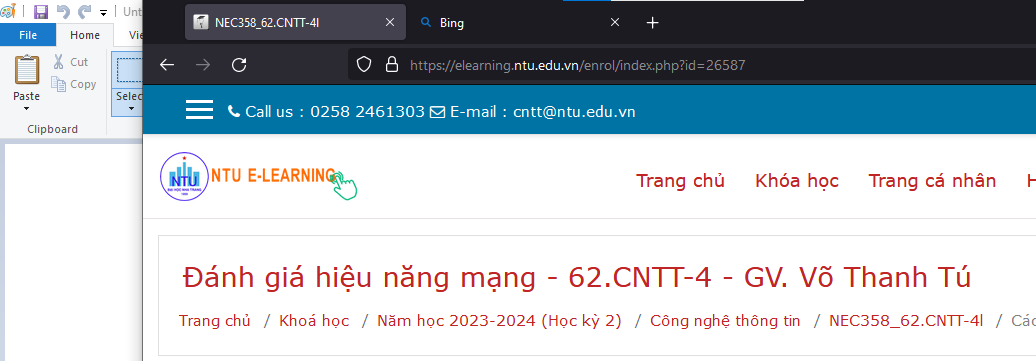 Unt
NEC358_62.CNTT-4l
Bing
File
Home
Cut
Copy
Paste
Select
Clipboard
https://elearning.ntu.edu.vn/enrol/index.php?id=26587
Call us : 0258 2461303 E-mail : cntt@ntu.edu.vn
NTU
NTU E-LEARNING
Trang chủ Khóa học Trang cá nhân H
Đánh giá hiệu năng mạng - 62.CNTT-4 - GV. Võ Thanh Tú
Trang chủ / Khoá học / Năm học 2023-2024 (Học kỳ 2) / Công nghệ thông tin / NEC358_62.CNTT-4l / Các